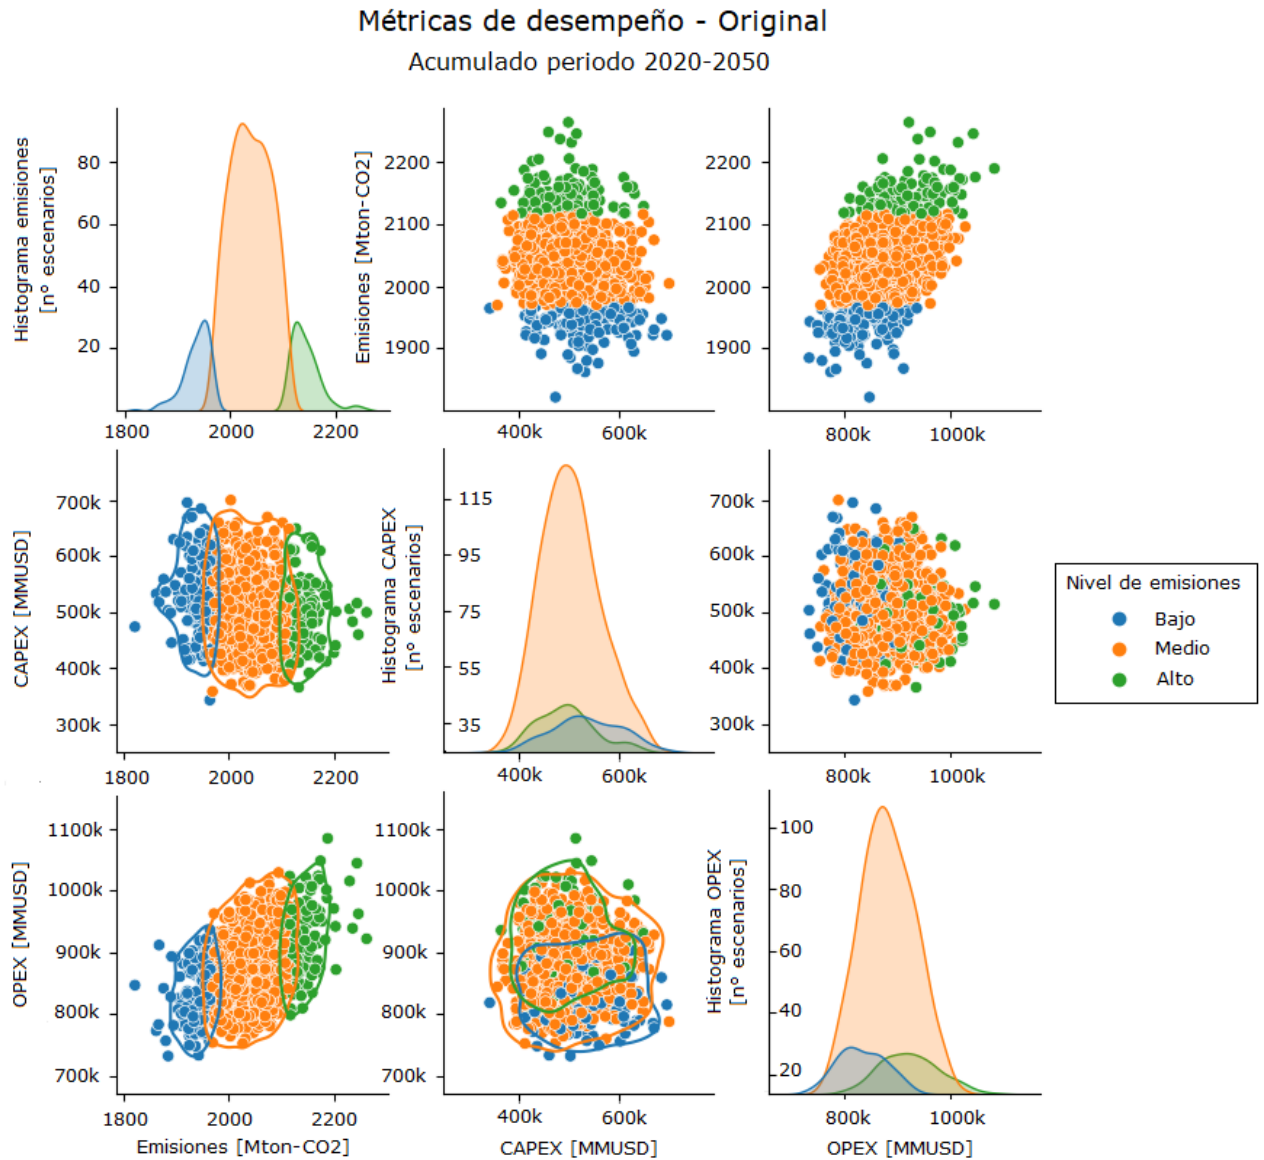 Métricas de desempeño - Original
Acumulado periodo 2020-2050
Histograma emisiones
[n° escenarios]
80
60
40
20
1800
2000
2200
Emisiones [Mton-CO2]
2200
2100
2000
1900
400k
600k
2200
2100
2000
1900
800k
1000k
CAPEX [MMUSD]
700k
600k
500k
400k
300k
1800
2000
2200
Histograma CAPEX
[n° escenarios]
115
95
75
55
35
400k
600k
700k
600k
500k
400k
300k
800k
1000k
Nivel de emisiones
Bajo
Medio
Alto
OPEX [MMUSD]
1100k
1000k
900k
800k
700k
1800
2000
2200
Emisiones [Mton-CO2]
1100k
1000k
900k
800k
700k
400k
600k
CAPEX [MMUSD]
Histograma OPEX
[n° escenarios]
100
80
60
40
20
800k
1000k
OPEX [MMUSD]